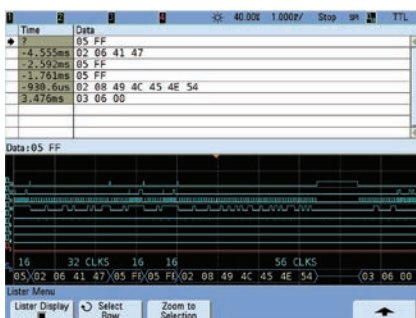 1 2 3 4 40.00% 1.000%/ Stop SPI TTL
Time Data
? 05 FF
-4.555ms 02 06 41 47
-2.592ms 05 FF
-1.761ms 05 FF
-930.6us 02 08 49 4C 45 4E 54
3.476ms 03 06 00
Data:05 FF
16 32 CLKS 16 16 56 CLKS
05 02 06 41 47 05 FF 05 FF 02 08 49 4C 45 4E 54 03 06 00
Lister Menu
Lister Display Select Row Zoom to Selection